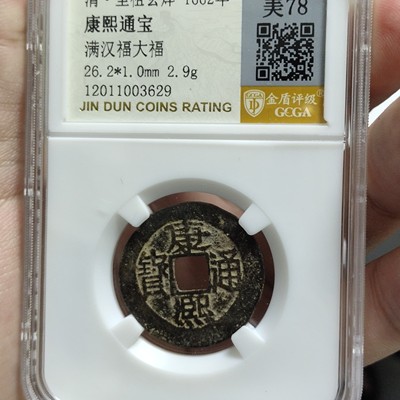 清·圣祖玄烨 1662年
康熙通宝
满汉福大福
26.2*1.0mm 2.9g
12011003629
美78
JIN DUN COINS RATING
金盾评级
GCGA
康熙通寳